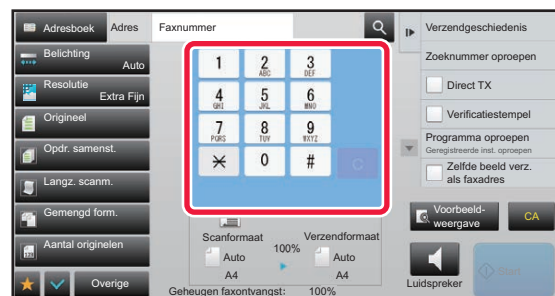 Adresboek
Adres
Faxnummer
Belichting
Auto
Resolutie
Extra Fijn
Origineel
Opdr. samenst.
Langz. scanm.
Gemengd form.
Aantal originelen
Overige
1
2
ABC
3
DEF
4
GHI
5
JKL
6
MNO
7
PQRS
8
TUV
9
WXYZ
0
#
C
Scanformaat
Auto
A4
100%
Verzendformaat
Auto
A4
Geheugen faxontvangst: 100%
Verzendgeschiedenis
Zoeknummer oproepen
Direct TX
Verificatiestempel
Programma oproepen
Geregistreerde inst. oproepen
Zelfde beeld verz.
als faxadres
Voorbeeld-
weergave
CA
Luidspreker
Start